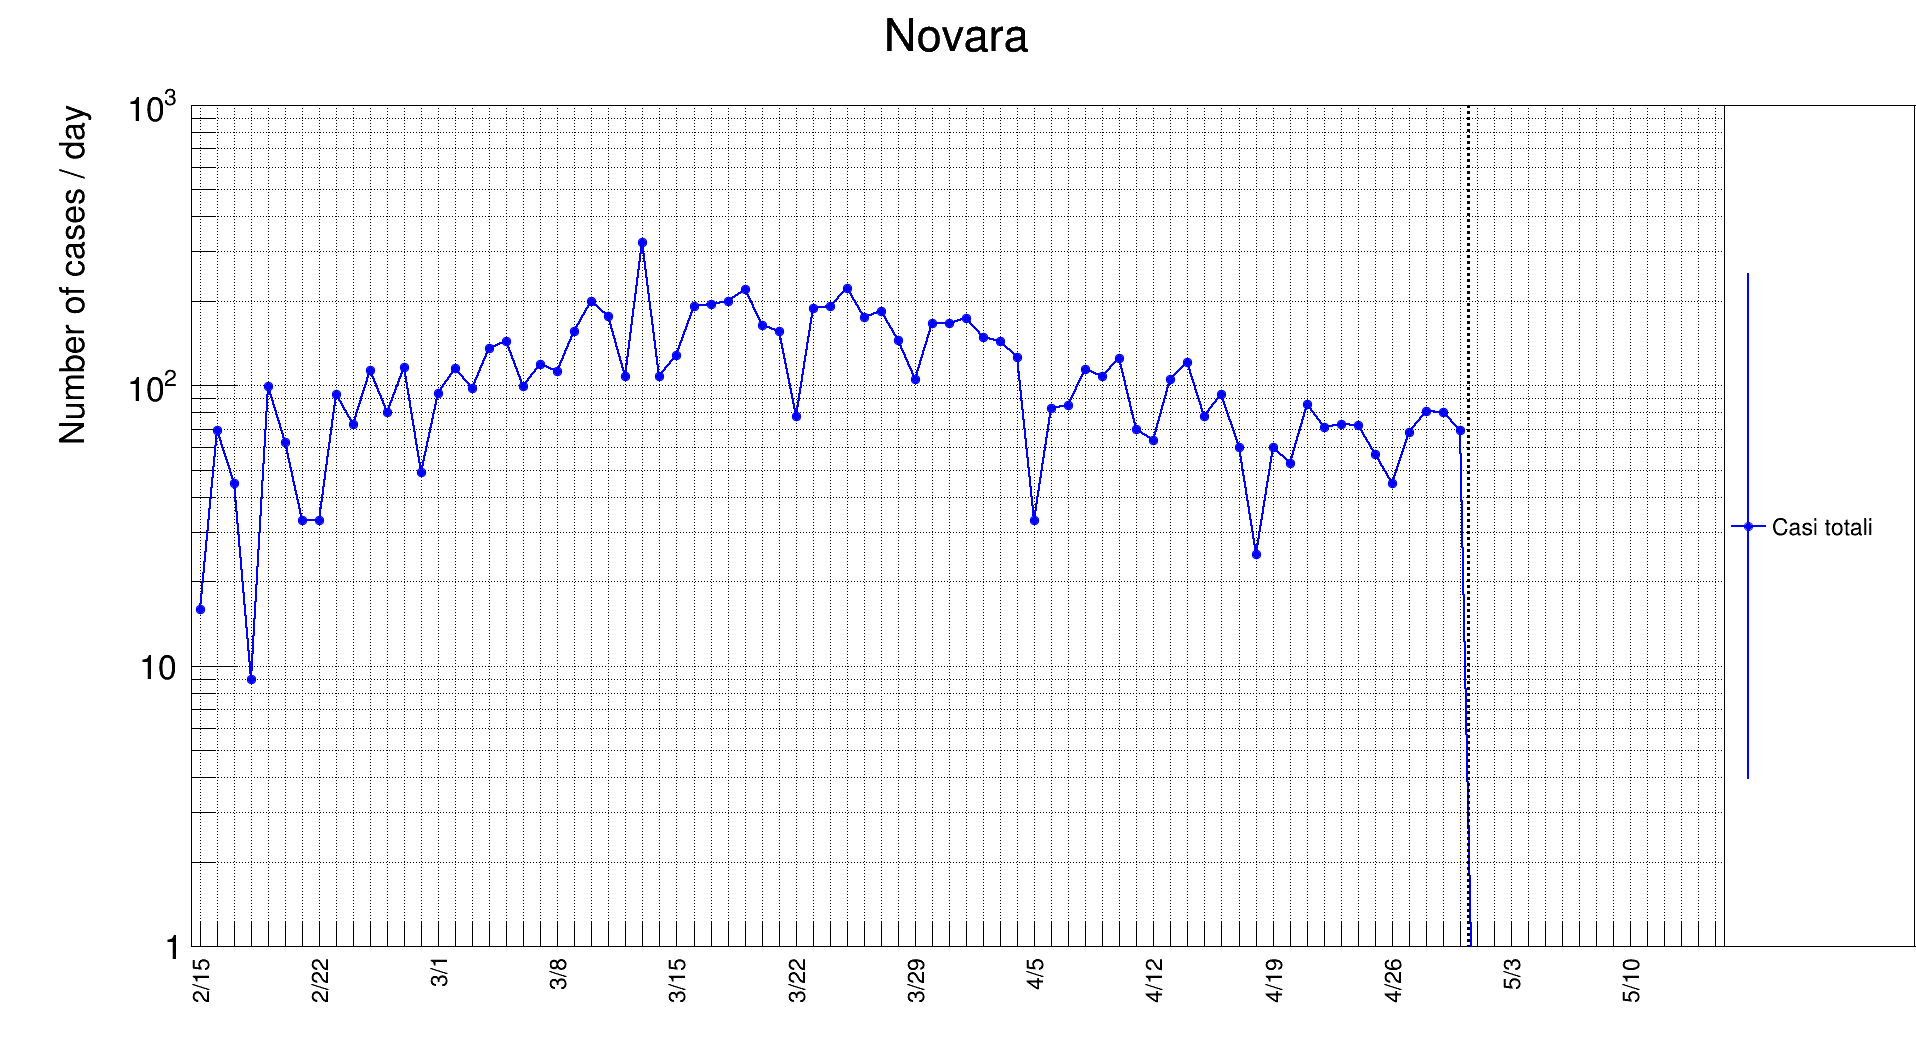 Novara
Number of cases / day
10³
10²
10
1
2/15 2/22 3/1 3/8 3/15 3/22 3/29 4/5 4/12 4/19 4/26 5/3 5/10
Casi totali